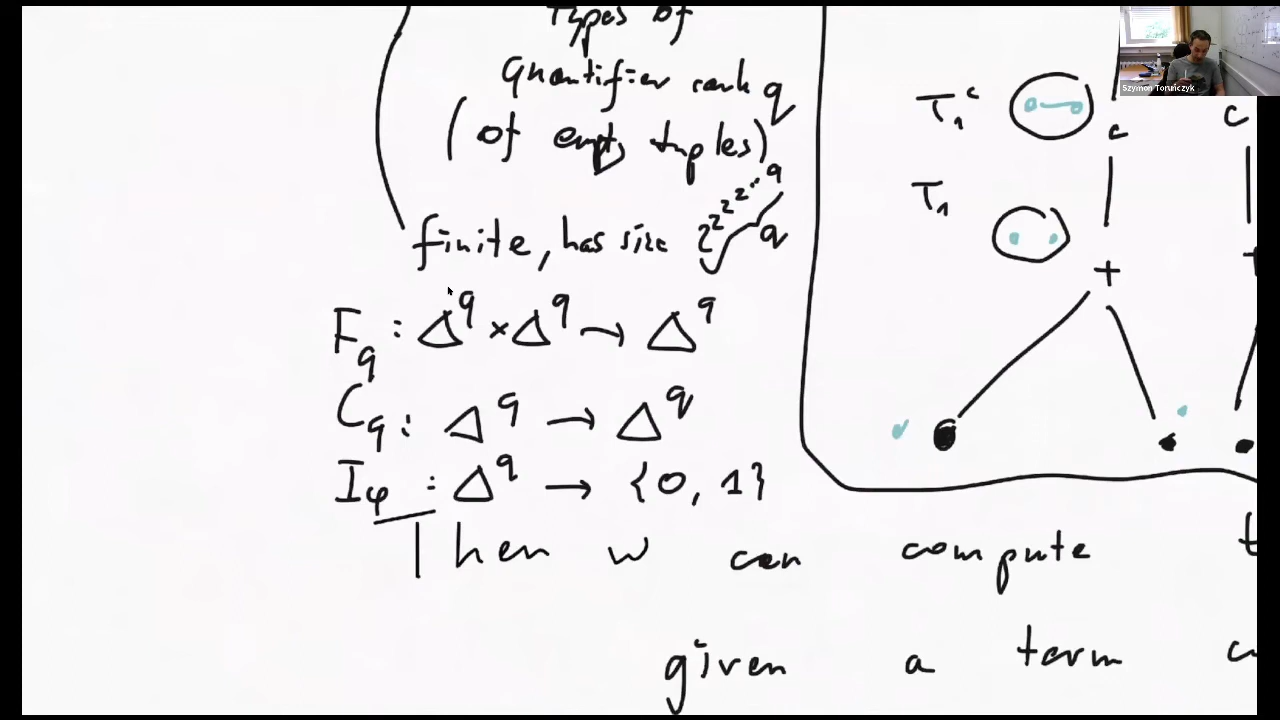 Types of
quantifier rank q
(of empty tuples)
finite, has size 2^2^2^2^...^q } q
F_q : Δ^q × Δ^q → Δ^q
C_q : Δ^q → Δ^q
I_φ : Δ^q → {0, 1}
Then w can compute t
given a term
T_1^c
c
c
T_1
+
Szymon Toruńczyk